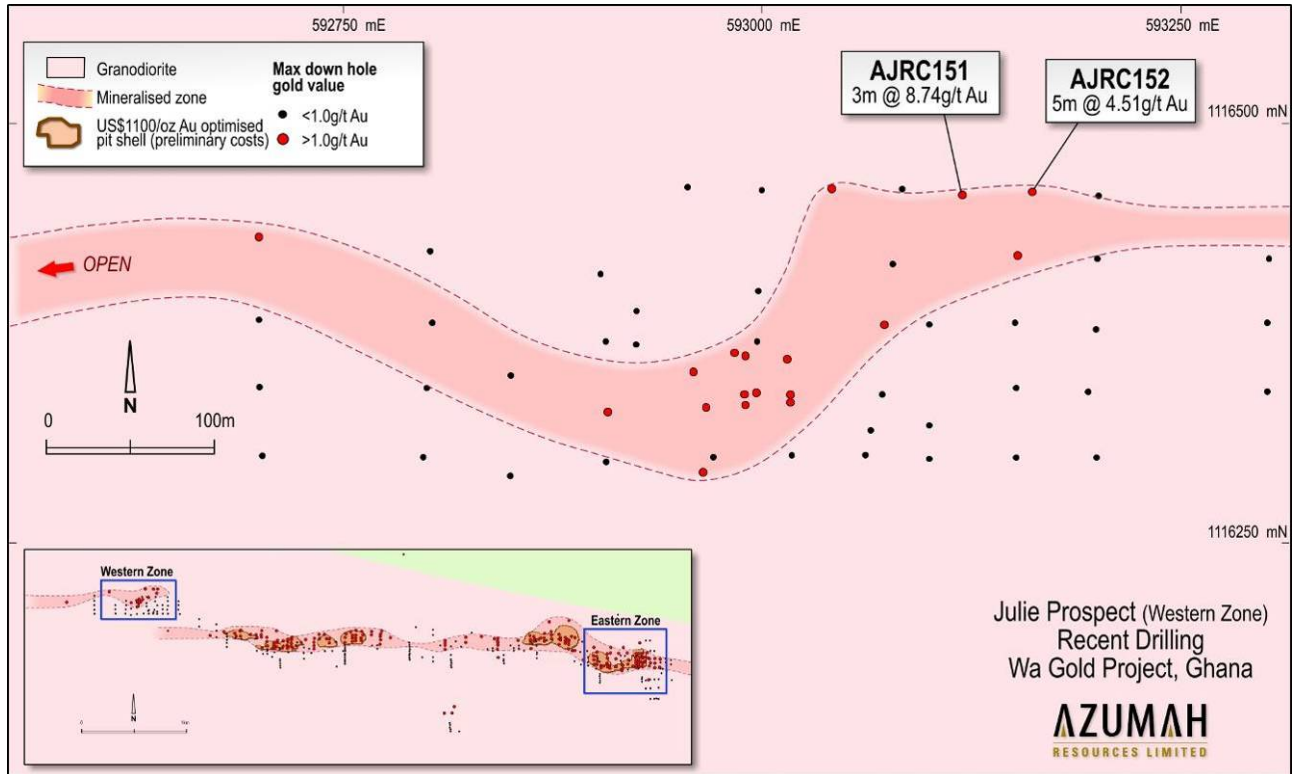 592750 mE
593000 mE
593250 mE
Granodiorite
Mineralised zone
US$1100/oz Au optimised
pit shell (preliminary costs)
Max down hole
gold value
<1.0g/t Au
>1.0g/t Au
AJRC151
3m @ 8.74g/t Au
AJRC152
5m @ 4.51g/t Au
1116500 mN
OPEN
N
0
100m
1116250 mN
Western Zone
Eastern Zone
N
0
1km
Julie Prospect (Western Zone)
Recent Drilling
Wa Gold Project, Ghana
AZUMAH
RESOURCES LIMITED